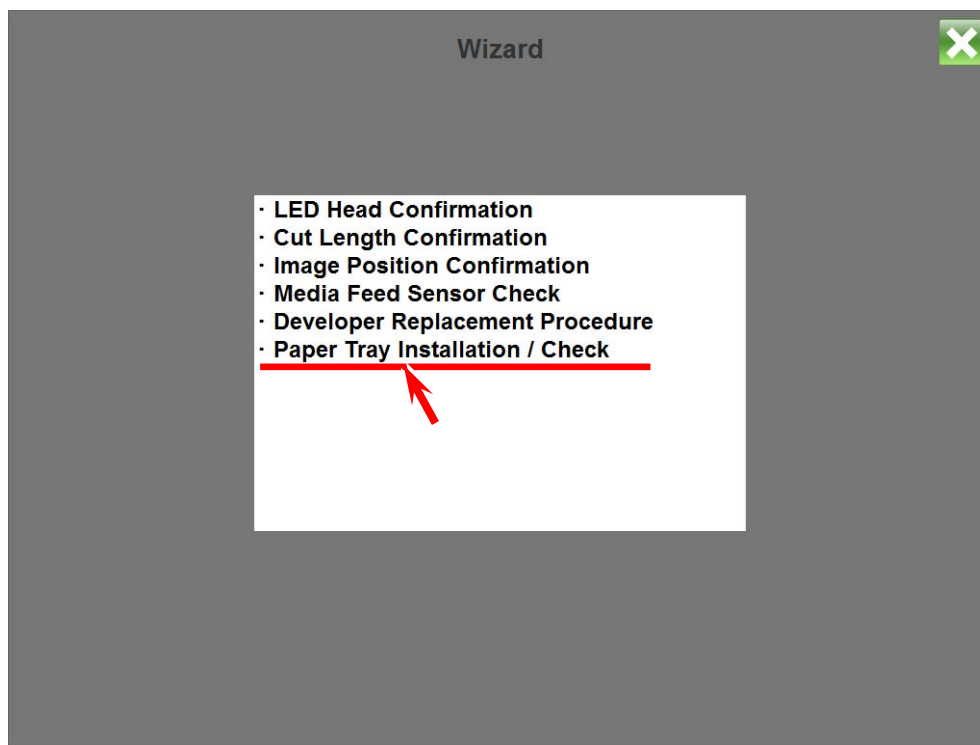 Wizard
· LED Head Confirmation
· Cut Length Confirmation
· Image Position Confirmation
· Media Feed Sensor Check
· Developer Replacement Procedure
· Paper Tray Installation / Check